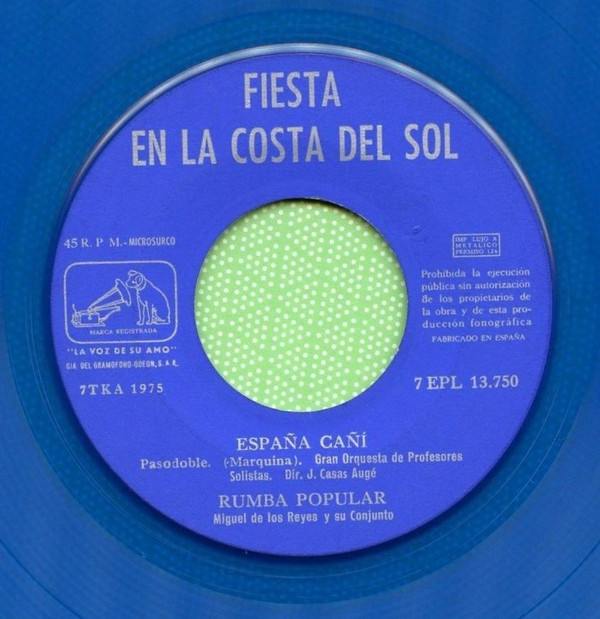 FIESTA
EN LA COSTA DEL SOL
45 R. P M.- MICROSURCO
MARCA REGISTRADA
"LA VOZ DE SU AMO"
CIA. DEL GRAMOFONO-ODEON, S.A.R.
7TKA 1975
IMP LUJO A
METALICO
PERMITO
Prohibida la ejecución
pública sin autorización
de los propietarios de
la obra y de esta pro-
ducción fonográfica
FABRICADO EN ESPAÑA
7 EPL 13.750
ESPAÑA CAÑÍ
Pasodoble. (-Marquina). Gran Orquesta de Profesores
Solistas. Dir. J. Casas Augé
RUMBA POPULAR
Miguel de los Reyes y su Conjunto